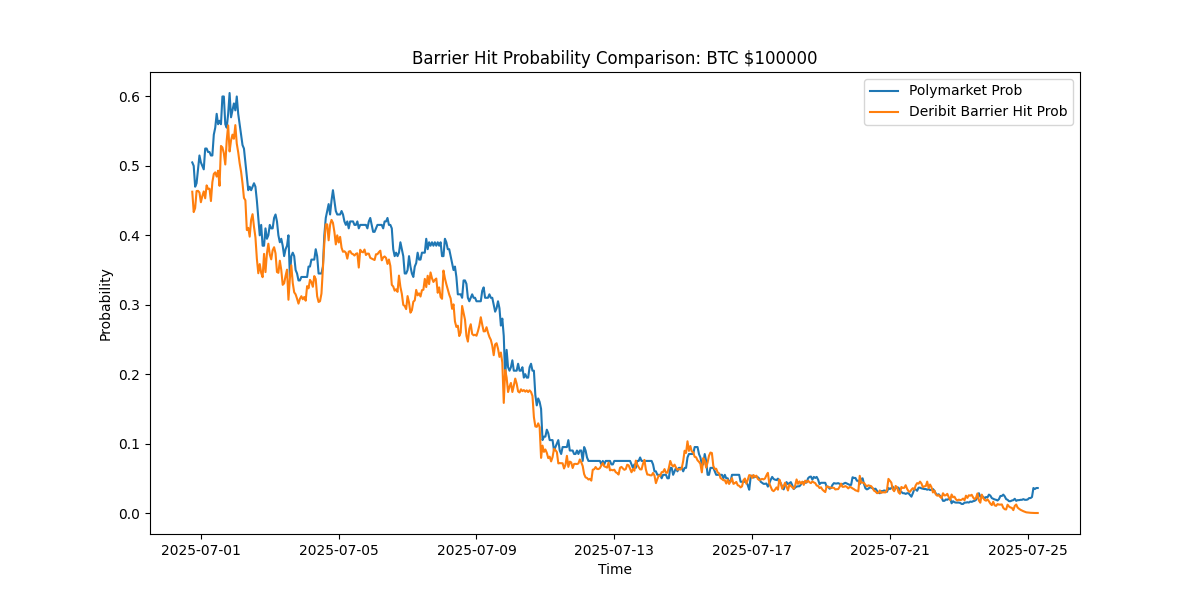 Barrier Hit Probability Comparison: BTC $100000
Polymarket Prob
Deribit Barrier Hit Prob
Probability
0.6
0.5
0.4
0.3
0.2
0.1
0.0
2025-07-01 2025-07-05 2025-07-09 2025-07-13 2025-07-17 2025-07-21 2025-07-25
Time